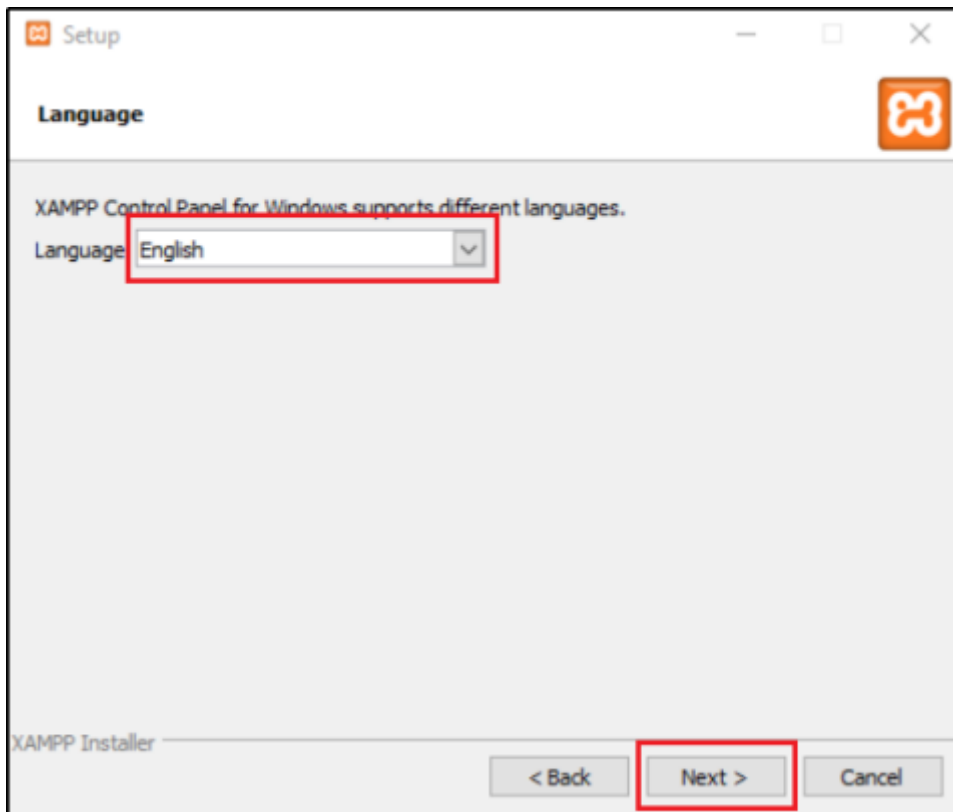 Setup
Language
XAMPP Control Panel for Windows supports different languages.
Language English
XAMPP Installer
< Back Next > Cancel